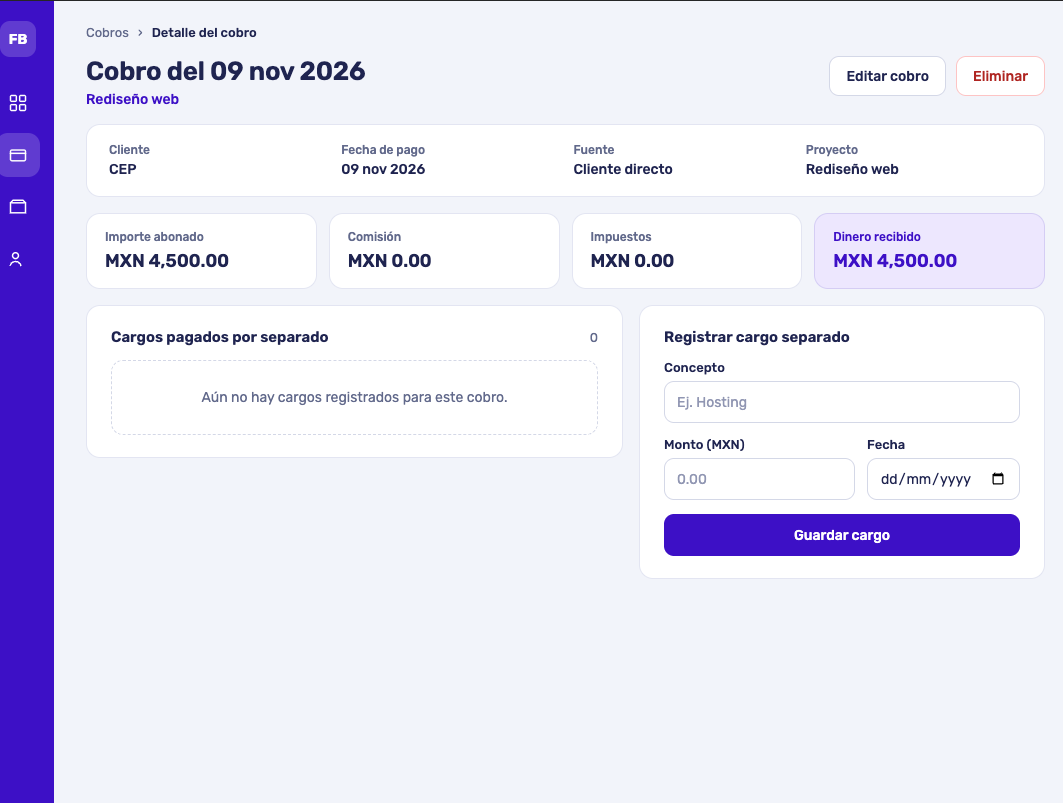 FB
Cobros › Detalle del cobro
Cobro del 09 nov 2026
Rediseño web
Editar cobro
Eliminar
Cliente
CEP
Fecha de pago
09 nov 2026
Fuente
Cliente directo
Proyecto
Rediseño web
Importe abonado
MXN 4,500.00
Comisión
MXN 0.00
Impuestos
MXN 0.00
Dinero recibido
MXN 4,500.00
Cargos pagados por separado
0
Aún no hay cargos registrados para este cobro.
Registrar cargo separado
Concepto
Ej. Hosting
Monto (MXN)
0.00
Fecha
dd/mm/yyyy
Guardar cargo